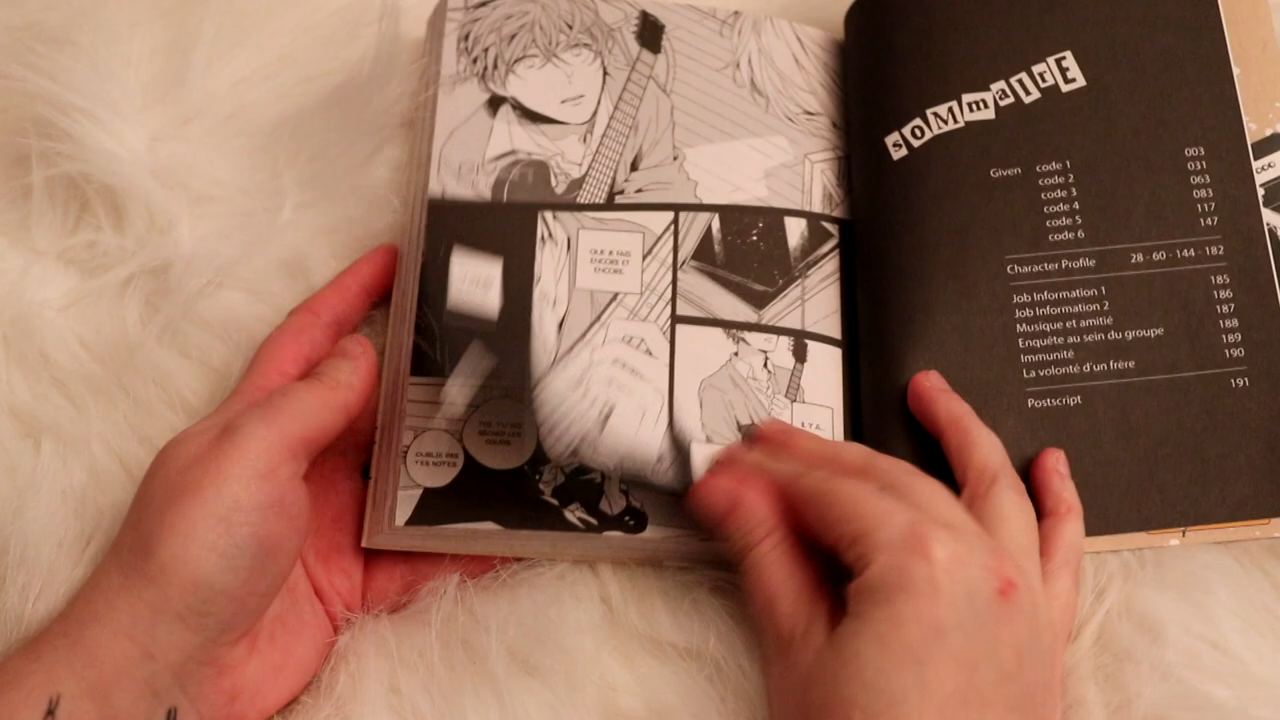 QUE JE FAIS
ENCORE ET
ENCORE.
OUBLIE PAS
TES NOTES.
IL Y A...
SOMMAIRE
Given code 1 003
code 2 031
code 3 063
code 4 083
code 5 117
code 6 147
Character Profile 28 - 60 - 144 - 182
Job Information 1 185
Job Information 2 186
Musique et amitié 187
Enquête au sein du groupe 188
Immunité 189
La volonté d'un frère 190
Postscript 191